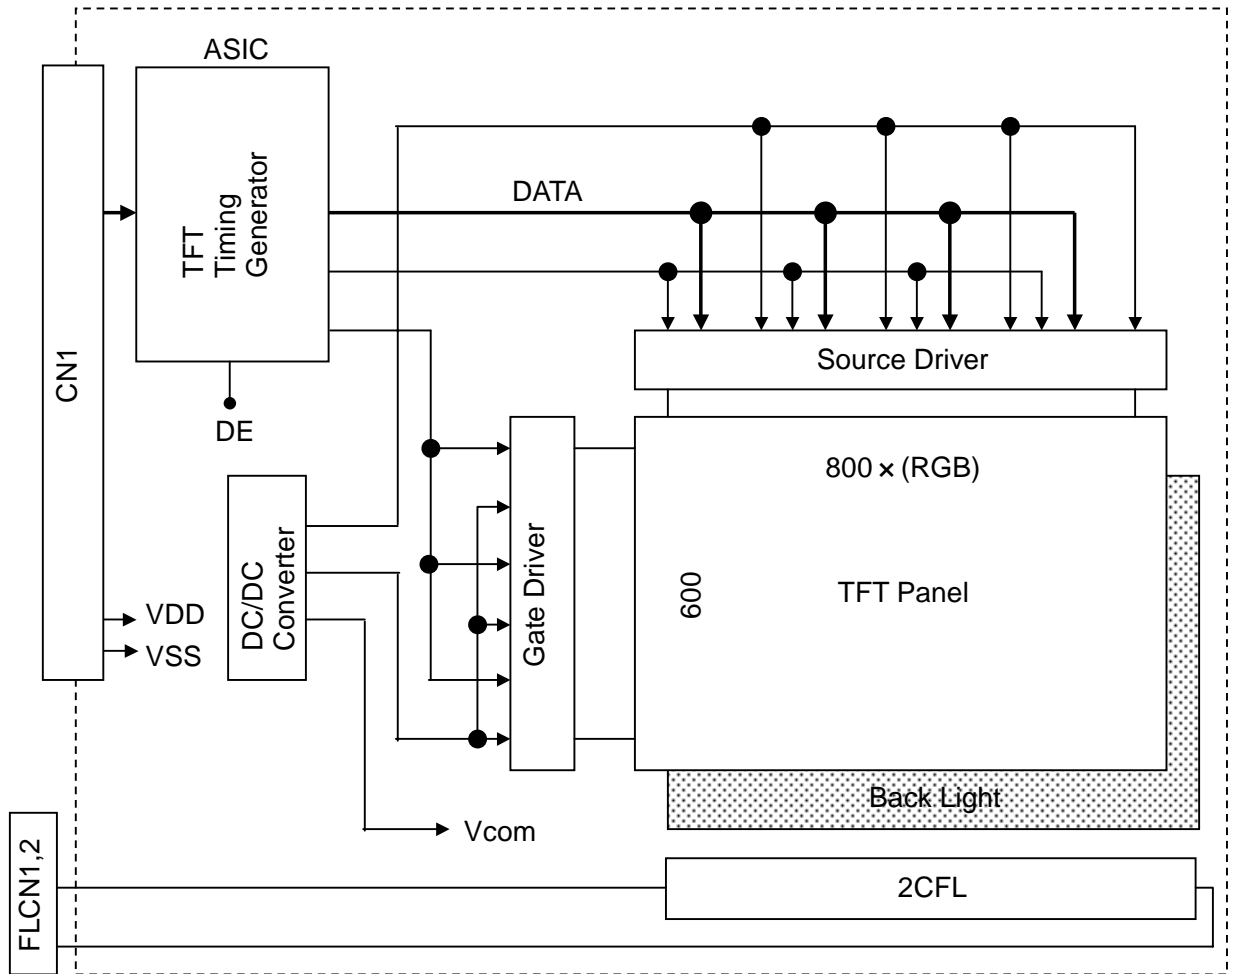 ASIC
CN1
TFT
Timing
Generator
DATA
DE
Source Driver
800 × (RGB)
600
TFT Panel
Gate Driver
DC/DC
Converter
VDD
VSS
Back Light
Vcom
FLCN1,2
2CFL